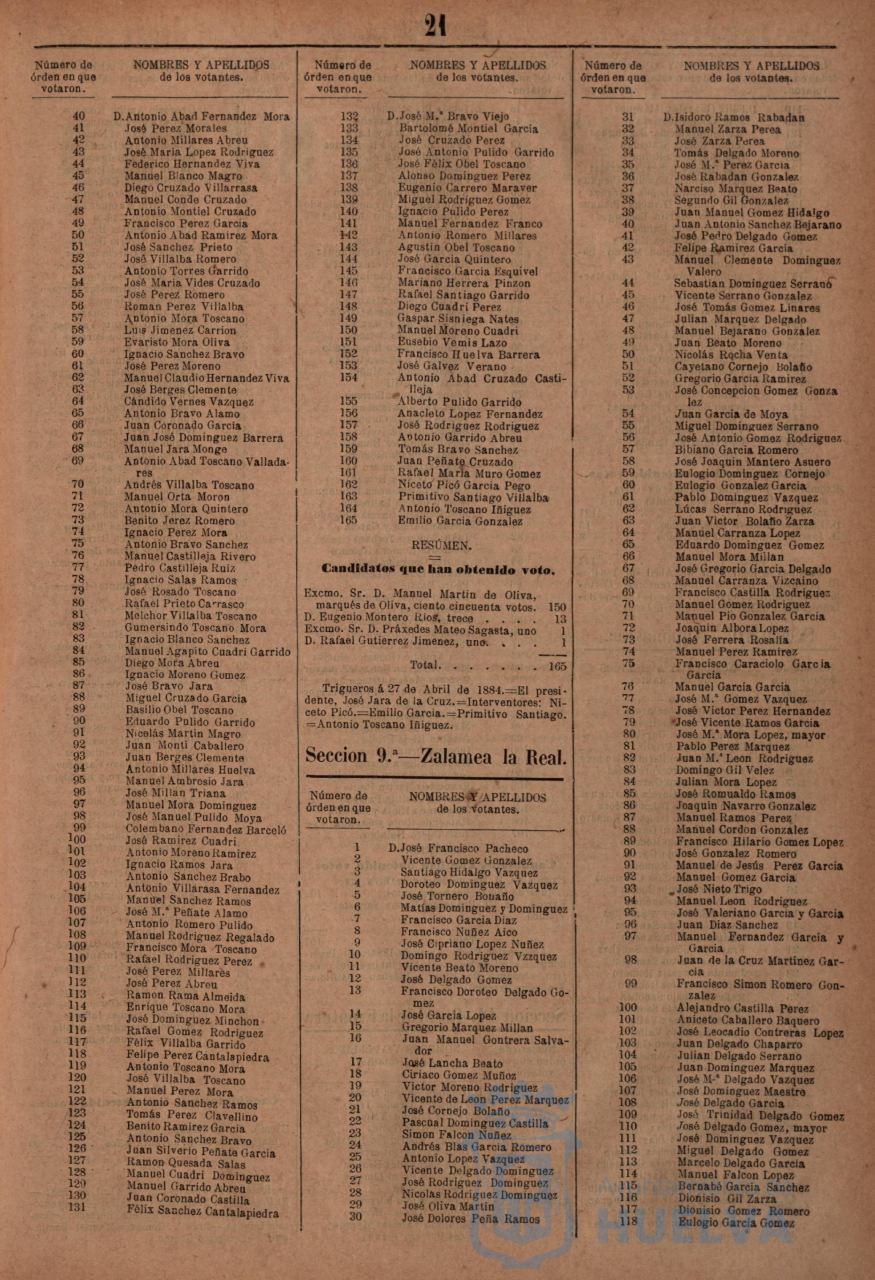 21
Número de
órden en que
votaron.
NOMBRES Y APELLIDOS
de los votantes.
40 D. Antonio Abad Fernandez Mora
41 José Perez Morales
42 Antonio Millares Abreu
43 José Maria Lopez Rodriguez
44 Federico Hernandez Viva
45 Manuel Blanco Magro
46 Diego Cruzado Villarrasa
47 Manuel Conde Cruzado
48 Antonio Montiel Cruzado
49 Francisco Perez Garcia
50 Antonio Abad Ramirez Mora
51 José Sanchez Prieto
52 José Villalba Romero
53 Antonio Torres Garrido
54 José Maria Vides Cruzado
55 José Perez Romero
56 Roman Perez Villalba
57 Antonio Mora Toscano
58 Luis Jimenez Carrion
59 Evaristo Mora Oliva
60 Ignacio Sanchez Bravo
61 José Perez Moreno
62 Manuel Claudio Hernandez Viva
63 José Berges Clemente
64 Cándido Vernes Vazquez
65 Antonio Bravo Alamo
66 Juan Coronado Garcia
67 Juan José Dominguez Barrera
68 Manuel Jara Monge
69 Antonio Abad Toscano Vallada-
res
70 Andrés Villalba Toscano
71 Manuel Orta Moron
72 Antonio Mora Quintero
73 Benito Jerez Romero
74 Ignacio Perez Mora
75 Antonio Bravo Sanchez
76 Manuel Castilleja Rivero
77 Pedro Castilleja Ruiz
78 Ignacio Salas Ramos
79 José Rosado Toscano
80 Rafael Prieto Carrasco
81 Melchor Villalba Toscano
82 Gumersindo Toscano Mora
83 Ignacio Blanco Sanchez
84 Manuel Agapito Cuadri Garrido
85 Diego Mora Abreu
86 Ignacio Moreno Gomez
87 José Bravo Jara
88 Miguel Cruzado Garcia
89 Basilio Obel Toscano
90 Eduardo Pulido Garrido
91 Nicolás Martin Magro
92 Juan Monti Caballero
93 Juan Berges Clemente
94 Antonio Millares Huelva
95 Manuel Ambrosio Jara
96 José Millan Triana
97 Manuel Mora Dominguez
98 José Manuel Pulido Moya
99 Colembano Fernandez Barceló
100 José Ramirez Cuadri
101 Antonio Moreno Ramirez
102 Ignacio Ramos Jara
103 Antonio Sanchez Brabo
104 Antonio Villarasa Fernandez
105 Manuel Sanchez Ramos
106 José M.ª Peñate Alamo
107 Antonio Romero Pulido
108 Manuel Rodriguez Regalado
109 Francisco Mora Toscano
110 Rafael Rodriguez Perez
111 José Perez Millares
112 José Perez Abreu
113 Ramon Rama Almeida
114 Enrique Toscano Mora
115 José Dominguez Minchon
116 Rafael Gomez Rodriguez
117 Félix Villalba Garrido
118 Felipe Perez Cantalapiedra
119 Antonio Toscano Mora
120 José Villalba Toscano
121 Manuel Perez Mora
122 Antonio Sanchez Ramos
123 Tomás Perez Clavellino
124 Benito Ramirez Garcia
125 Antonio Sanchez Bravo
126 Juan Silverio Peñate Garcia
127 Ramon Quesada Salas
128 Manuel Cuadri Dominguez
129 Manuel Garrido Abreu
130 Juan Coronado Castilla
131 Félix Sanchez Cantalapiedra
Número de
órden en que
votaron.
NOMBRES Y APELLIDOS
de los votantes.
132 D. José M.ª Bravo Viejo
133 Bartolomé Montiel Garcia
134 José Cruzado Perez
135 José Antonio Pulido Garrido
136 José Félix Obel Toscano
137 Alonso Dominguez Perez
138 Eugenio Carrero Maraver
139 Miguel Rodriguez Gomez
140 Ignacio Pulido Perez
141 Manuel Fernandez Franco
142 Antonio Romero Millares
143 Agustin Obel Toscano
144 José Garcia Quintero
145 Francisco Garcia Esquivel
146 Mariano Herrera Pinzon
147 Rafael Santiago Garrido
148 Diego Cuadri Perez
149 Gaspar Sisniega Nates
150 Manuel Moreno Cuadri
151 Eusebio Vemis Lazo
152 Francisco Huelva Barrera
153 José Galvez Verano
154 Antonio Abad Cruzado Casti-
lleja
155 Alberto Pulido Garrido
156 Anacleto Lopez Fernandez
157 José Rodriguez Rodriguez
158 Antonio Garrido Abreu
159 Tomás Bravo Sanchez
160 Juan Peñate Cruzado
161 Rafael Maria Muro Gomez
162 Niceto Picó Garcia Pego
163 Primitivo Santiago Villalba
164 Antonio Toscano Iñiguez
165 Emilio Garcia Gonzalez
RESÚMEN.
Candidatos que han obtenido voto.
Excmo. Sr. D. Manuel Martin de Oliva,
marqués de Oliva, ciento cincuenta votos. 150
D. Eugenio Montero Rios, trece . . . . 13
Excmo. Sr. D. Práxedes Mateo Sagasta, uno 1
D. Rafael Gutierrez Jimenez, uno. . . . 1
Total. . . . . . . 165
Trigueros á 27 de Abril de 1884.=El presi-
dente, José Jara de la Cruz.=Interventores: Ni-
ceto Picó.=Emilio Garcia.=Primitivo Santiago.
=Antonio Toscano Iñiguez.
Seccion 9.ª—Zalamea la Real.
Número de
órden en que
votaron.
NOMBRES Y APELLIDOS
de los votantes.
1 D. José Francisco Pacheco
2 Vicente Gomez Gonzalez
3 Santiago Hidalgo Vazquez
4 Doroteo Dominguez Vazquez
5 José Tornero Bonaño
6 Matías Dominguez y Dominguez
7 Francisco Garcia Diaz
8 Francisco Nuñez Aico
9 José Cipriano Lopez Nuñez
10 Domingo Rodriguez Vxzquez
11 Vicente Beato Moreno
12 José Delgado Gomez
13 Francisco Doroteo Delgado Go-
mez
14 José Garcia Lopez
15 Gregorio Marquez Millan
16 Juan Manuel Gontrera Salva-
dor
17 José Lancha Beato
18 Ciriaco Gomez Muñoz
19 Victor Moreno Rodriguez
20 Vicente de Leon Perez Marquez
21 José Cornejo Bolaño
22 Pascual Dominguez Castilla
23 Simon Falcon Nuñez
24 Andrés Blas Garcia Romero
25 Antonio Lopez Vazquez
26 Vicente Delgado Dominguez
27 José Rodriguez Dominguez
28 Nicolas Rodriguez Dominguez
29 José Oliva Martin
30 José Dolores Peña Ramos
Número de
órden en que
votaron.
NOMBRES Y APELLIDOS
de los votantes.
31 D. Isidoro Ramos Rabadan
32 Manuel Zarza Perea
33 José Zarza Perea
34 Tomás Delgado Moreno
35 José M.ª Perez Garcia
36 José Rabadan Gonzalez
37 Narciso Marquez Beato
38 Segundo Gil Gonzalez
39 Juan Manuel Gomez Hidalgo
40 Juan Antonio Sanchez Bejarano
41 José Pedro Delgado Gomez
42 Felipe Ramirez Garcia
43 Manuel Clemente Dominguez
Valero
44 Sebastian Dominguez Serrano
45 Vicente Serrano Gonzalez
46 José Tomás Gomez Linares
47 Julian Marquez Delgado
48 Manuel Bejarano Gonzalez
49 Juan Beato Moreno
50 Nicolás Rocha Venta
51 Cayetano Cornejo Bolaño
52 Gregorio Garcia Ramirez
53 José Concepcion Gomez Gonza
lez
54 Juan Garcia de Moya
55 Miguel Dominguez Serrano
56 José Antonio Gomez Rodriguez
57 Bibiano Garcia Romero
58 José Joaquin Mantero Asuero
59 Eulogio Dominguez Cornejo
60 Eulogio Gonzalez Garcia
61 Pablo Dominguez Vazquez
62 Lúcas Serrano Rodriguez
63 Juan Victor Bolaño Zarza
64 Manuel Carranza Lopez
65 Eduardo Dominguez Gomez
66 Manuel Mora Millan
67 José Gregorio Garcia Delgado
68 Manuel Carranza Vizcaino
69 Francisco Castilla Rodriguez
70 Manuel Gomez Rodriguez
71 Manuel Pio Gonzalez Garcia
72 Joaquin Albora Lopez
73 José Ferrera Rosalia
74 Manuel Perez Ramirez
75 Francisco Caraciolo Garcia
Garcia
76 Manuel Garcia Garcia
77 José M.ª Gomez Vazquez
78 José Victor Perez Hernandez
79 José Vicente Ramos Garcia
80 José M.ª Mora Lopez, mayor
81 Pablo Perez Marquez
82 Juan M.ª Leon Rodriguez
83 Domingo Gil Velez
84 Julian Mora Lopez
85 José Romualdo Ramos
86 Joaquin Navarro Gonzalez
87 Manuel Ramos Perez
88 Manuel Cordon Gonzalez
89 Francisco Hilario Gomez Lopez
90 José Gonzalez Romero
91 Manuel de Jesús Perez Garcia
92 Manuel Gomez Garcia
93 José Nieto Trigo
94 Manuel Leon Rodriguez
95 José Valeriano Garcia y Garcia
96 Juan Diaz Sanchez
97 Manuel Fernandez Garcia y
Garcia
98 Juan de la Cruz Martinez Gar-
cia
99 Francisco Simon Romero Gon-
zalez
100 Alejandro Castilla Perez
101 Aniceto Caballero Baquero
102 José Leocadio Contreras Lopez
103 Juan Delgado Chaparro
104 Julian Delgado Serrano
105 Juan Dominguez Marquez
106 José M.ª Delgado Vazquez
107 José Dominguez Maestre
108 José Delgado Garcia
109 José Trinidad Delgado Gomez
110 José Delgado Gomez, mayor
111 José Dominguez Vazquez
112 Miguel Delgado Gomez
113 Marcelo Delgado Garcia
114 Manuel Falcon Lopez
115 Bernabé Garcia Sanchez
116 Dionisio Gil Zarza
117 Dionisio Gomez Romero
118 Eulogio Garcia Gomez
HUELVA